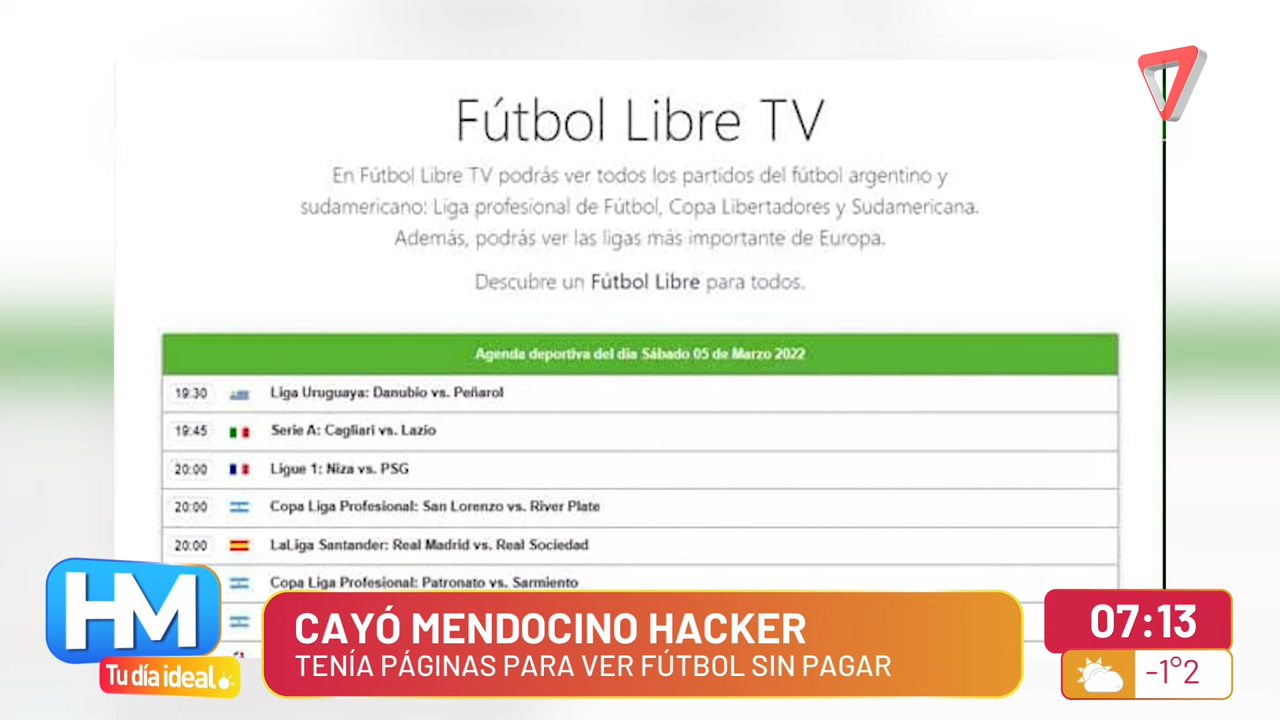 Fútbol Libre TV
En Fútbol Libre TV podrás ver todos los partidos del fútbol argentino y
sudamericano: Liga profesional de Fútbol, Copa Libertadores y Sudamericana.
Además, podrás ver las ligas más importante de Europa.
Descubre un Fútbol Libre para todos.
Agenda deportiva del día Sábado 05 de Marzo 2022
19:30 Liga Uruguaya: Danubio vs. Peñarol
19:45 Serie A: Cagliari vs. Lazio
20:00 Ligue 1: Niza vs. PSG
20:00 Copa Liga Profesional: San Lorenzo vs. River Plate
20:00 LaLiga Santander: Real Madrid vs. Real Sociedad
Copa Liga Profesional: Patronato vs. Sarmiento
HM
Tu día ideal
CAYÓ MENDOCINO HACKER
TENÍA PÁGINAS PARA VER FÚTBOL SIN PAGAR
07:13
-1°2